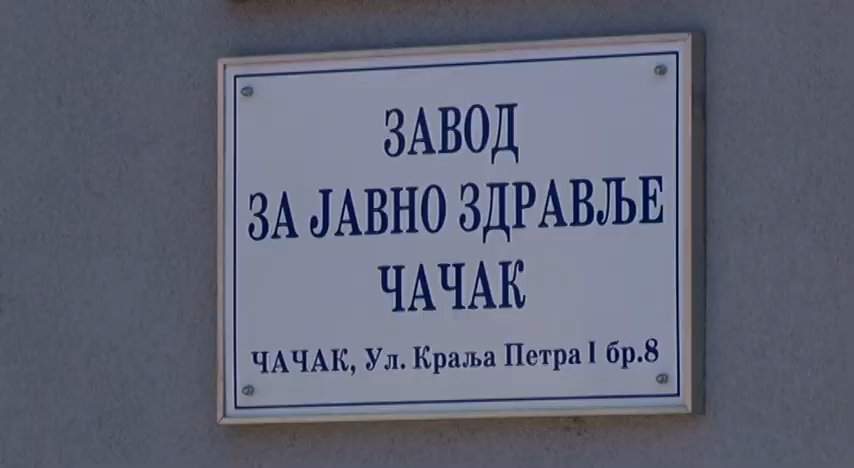 ЗАВОД
ЗА ЈАВНО ЗДРАВЉЕ
ЧАЧАК
ЧАЧАК, Ул. Краља Петра I бр.8